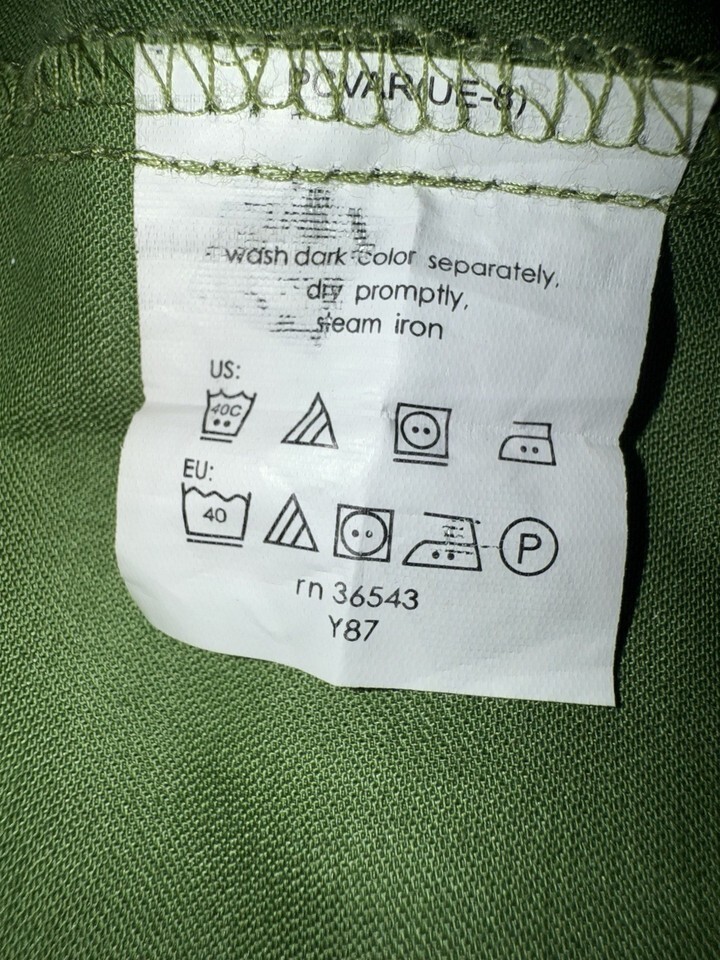 wash dark color separately,
dry promptly,
steam iron
US:
40C
EU:
40
P
rn 36543
Y87